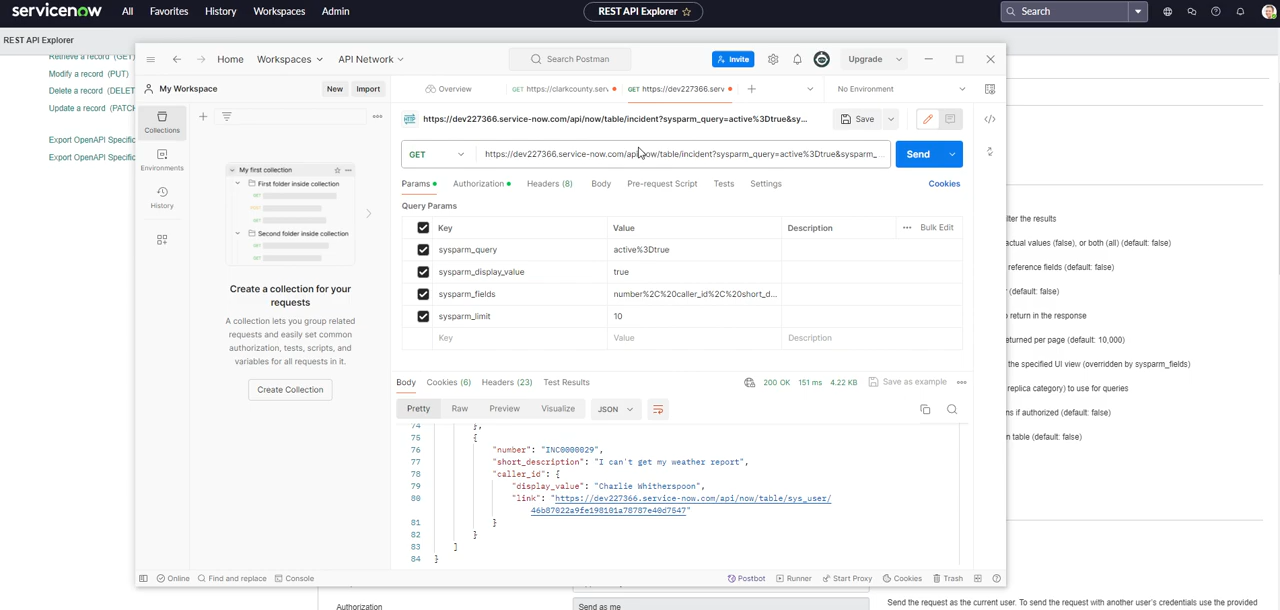 servicenow All Favorites History Workspaces Admin REST API Explorer Search
REST API Explorer
Retrieve a record (GET)
Modify a record (PUT)
Delete a record (DELET
Update a record (PATCH
Export OpenAPI Specific
Export OpenAPI Specific
Home Workspaces API Network Search Postman Invite Upgrade
My Workspace New Import Overview GET https://clarkcounty.serv GET https://dev227366.serv No Environment
Collections
Environments
History
My first collection
First folder inside collection
Second folder inside collection
Create a collection for your
requests
A collection lets you group related
requests and easily set common
authorization, tests, scripts, and
variables for all requests in it.
Create Collection
https://dev227366.service-now.com/api/now/table/incident?sysparm_query=active%3Dtrue&sy... Save
GET https://dev227366.service-now.com/api/now/table/incident?sysparm_query=active%3Dtrue&sysparm_... Send
Params Authorization Headers (8) Body Pre-request Script Tests Settings Cookies
Query Params
Key Value Description Bulk Edit
sysparm_query active%3Dtrue
sysparm_display_value true
sysparm_fields number%2C%20caller_id%2C%20short_d...
sysparm_limit 10
Key Value Description
Body Cookies (6) Headers (23) Test Results 200 OK 151 ms 4.22 KB Save as example
Pretty Raw Preview Visualize JSON
74 },
75 {
76 "number": "INC0000029",
77 "short_description": "I can't get my weather report",
78 "caller_id": {
79 "display_value": "Charlie Whitherspoon",
80 "link": "https://dev227366.service-now.com/api/now/table/sys_user/
46b87022a9fe198101a78787e40d7547"
81 }
82 }
83 ]
84 }
Online Find and replace Console Postbot Runner Start Proxy Cookies Trash
lter the results
actual values (false), or both (all) (default: false)
reference fields (default: false)
(default: false)
return in the response
eturned per page (default: 10,000)
the specified UI view (overridden by sysparm_fields)
replica category) to use for queries
ns if authorized (default: false)
n table (default: false)
Authorization Send as me Send the request as the current user. To send the request with another user's credentials use the provided